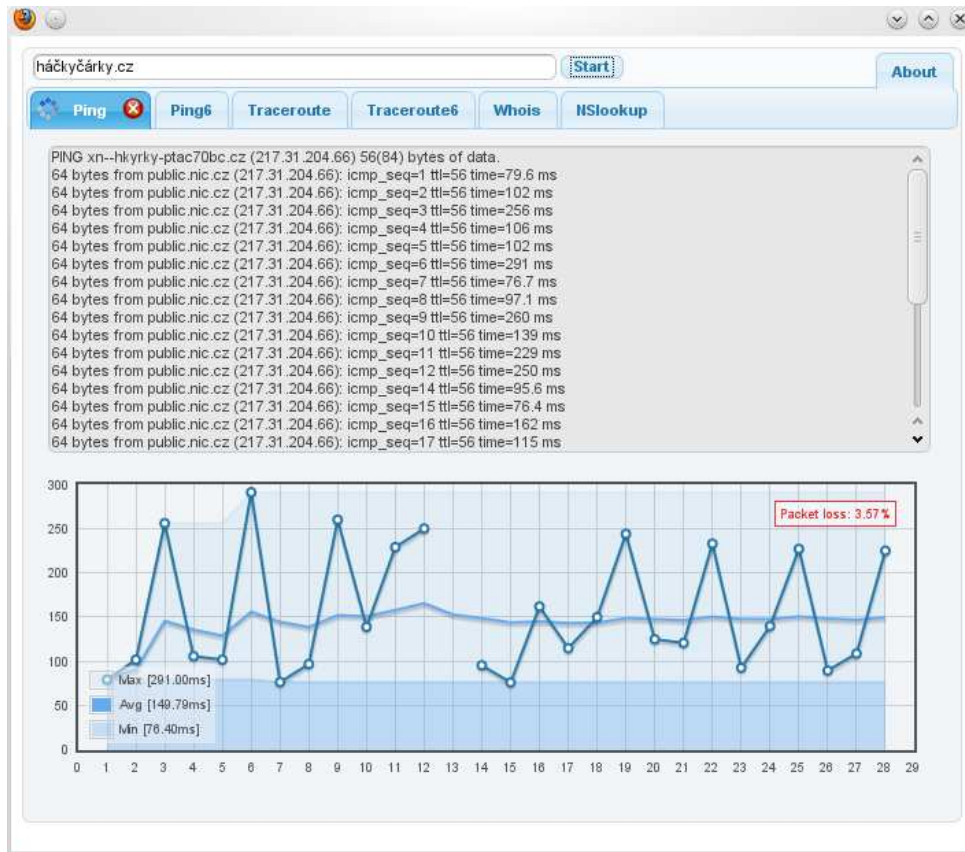 háčkyčárky.cz
Start
About
Ping
Ping6
Traceroute
Traceroute6
Whois
NSlookup
PING xn--hkyrky-ptac70bc.cz (217.31.204.66) 56(84) bytes of data.
64 bytes from public.nic.cz (217.31.204.66): icmp_seq=1 ttl=56 time=79.6 ms
64 bytes from public.nic.cz (217.31.204.66): icmp_seq=2 ttl=56 time=102 ms
64 bytes from public.nic.cz (217.31.204.66): icmp_seq=3 ttl=56 time=256 ms
64 bytes from public.nic.cz (217.31.204.66): icmp_seq=4 ttl=56 time=106 ms
64 bytes from public.nic.cz (217.31.204.66): icmp_seq=5 ttl=56 time=102 ms
64 bytes from public.nic.cz (217.31.204.66): icmp_seq=6 ttl=56 time=291 ms
64 bytes from public.nic.cz (217.31.204.66): icmp_seq=7 ttl=56 time=76.7 ms
64 bytes from public.nic.cz (217.31.204.66): icmp_seq=8 ttl=56 time=97.1 ms
64 bytes from public.nic.cz (217.31.204.66): icmp_seq=9 ttl=56 time=260 ms
64 bytes from public.nic.cz (217.31.204.66): icmp_seq=10 ttl=56 time=139 ms
64 bytes from public.nic.cz (217.31.204.66): icmp_seq=11 ttl=56 time=229 ms
64 bytes from public.nic.cz (217.31.204.66): icmp_seq=12 ttl=56 time=250 ms
64 bytes from public.nic.cz (217.31.204.66): icmp_seq=14 ttl=56 time=95.6 ms
64 bytes from public.nic.cz (217.31.204.66): icmp_seq=15 ttl=56 time=76.4 ms
64 bytes from public.nic.cz (217.31.204.66): icmp_seq=16 ttl=56 time=162 ms
64 bytes from public.nic.cz (217.31.204.66): icmp_seq=17 ttl=56 time=115 ms
300
250
200
150
100
50
0
Packet loss: 3.57%
Max [291.00ms]
Avg [149.79ms]
Min [76.40ms]
0 1 2 3 4 5 6 7 8 9 10 11 12 13 14 15 16 17 18 19 20 21 22 23 24 25 26 27 28 29